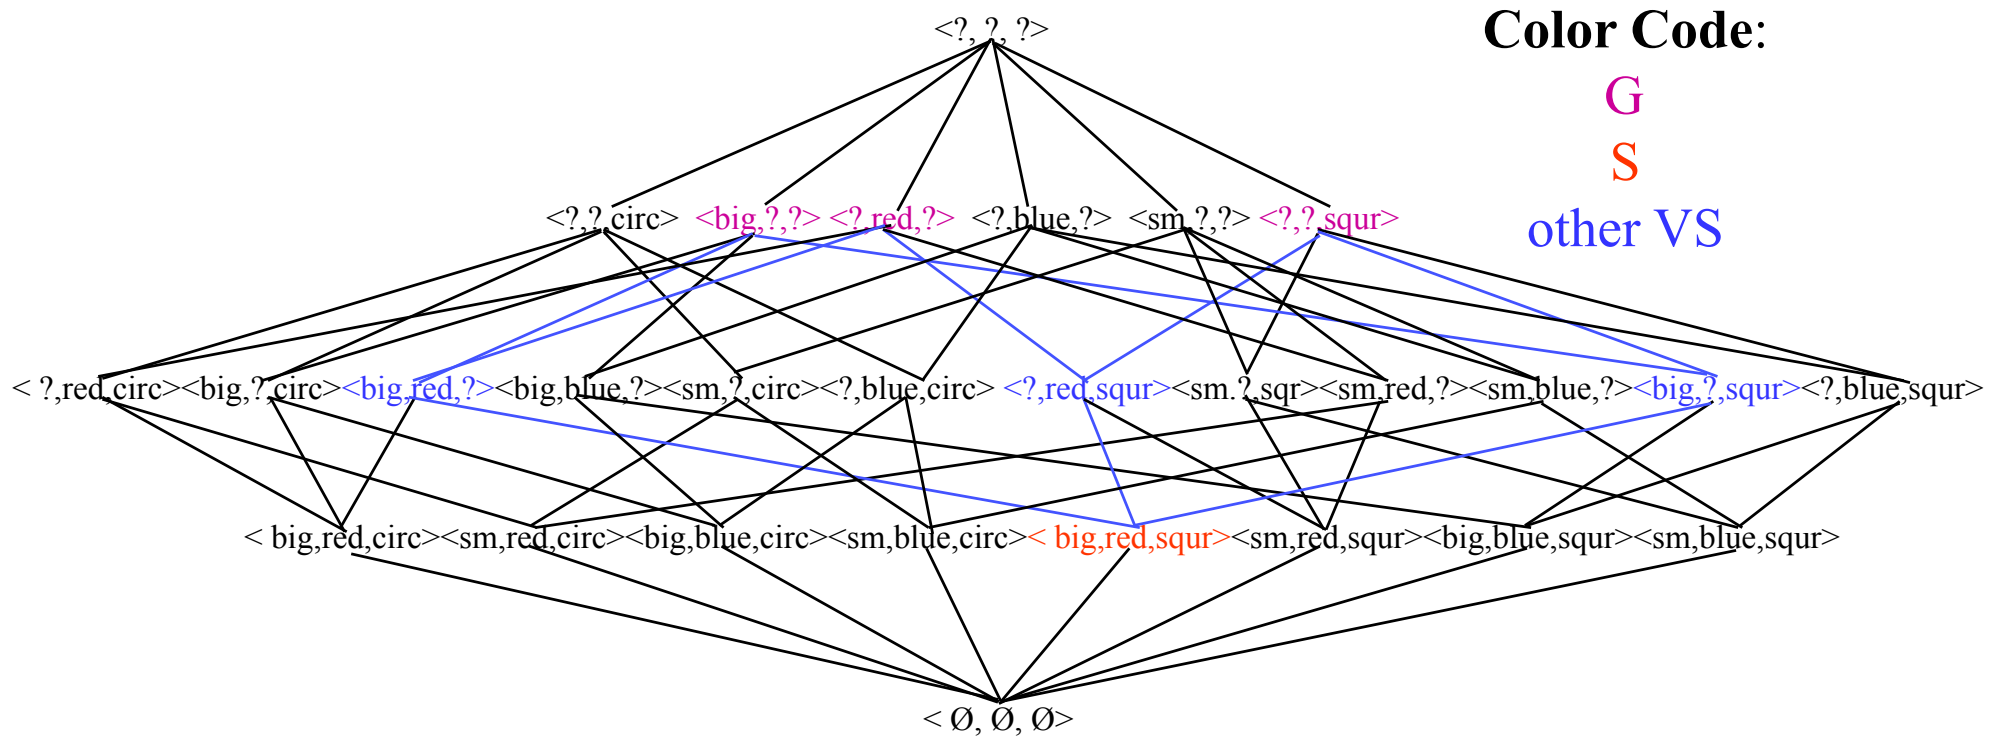 <?, ?, ?>
Color Code:
G
S
other VS
<?,?,circ> <big,?,?> <?,red,?> <?,blue,?> <sm,?,?> <?,?,squr>
< ?,red,circ><big,?,circ><big,red,?><big,blue,?><sm,?,circ><?,blue,circ> <?,red,squr><sm.?,sqr><sm,red,?><sm,blue,?><big,?,squr><?,blue,squr>
< big,red,circ><sm,red,circ><big,blue,circ><sm,blue,circ>< big,red,squr><sm,red,squr><big,blue,squr><sm,blue,squr>
< Ø, Ø, Ø>